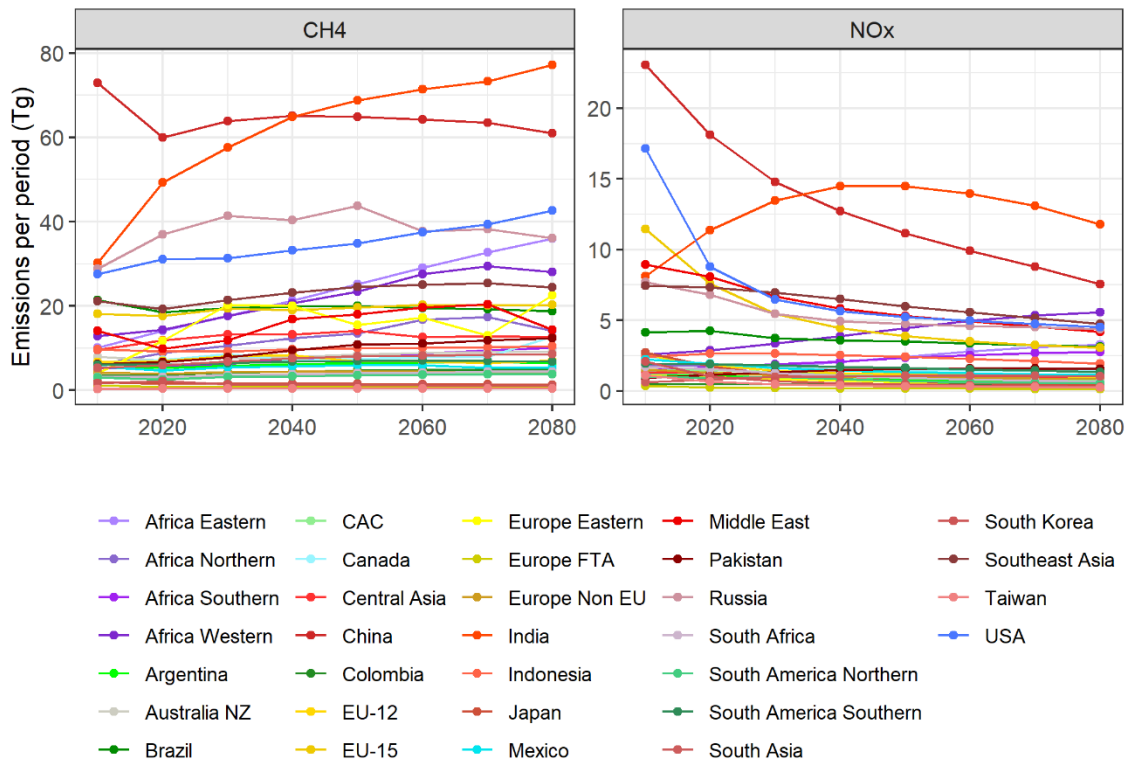 CH4 NOx
Emissions per period (Tg)
80
60
40
20
0
20
15
10
5
0
2020 2040 2060 2080 2020 2040 2060 2080
Africa Eastern CAC Europe Eastern Middle East South Korea
Africa Northern Canada Europe FTA Pakistan Southeast Asia
Africa Southern Central Asia Europe Non EU Russia Taiwan
Africa Western China India South Africa USA
Argentina Colombia Indonesia South America Northern
Australia NZ EU-12 Japan South America Southern
Brazil EU-15 Mexico South Asia